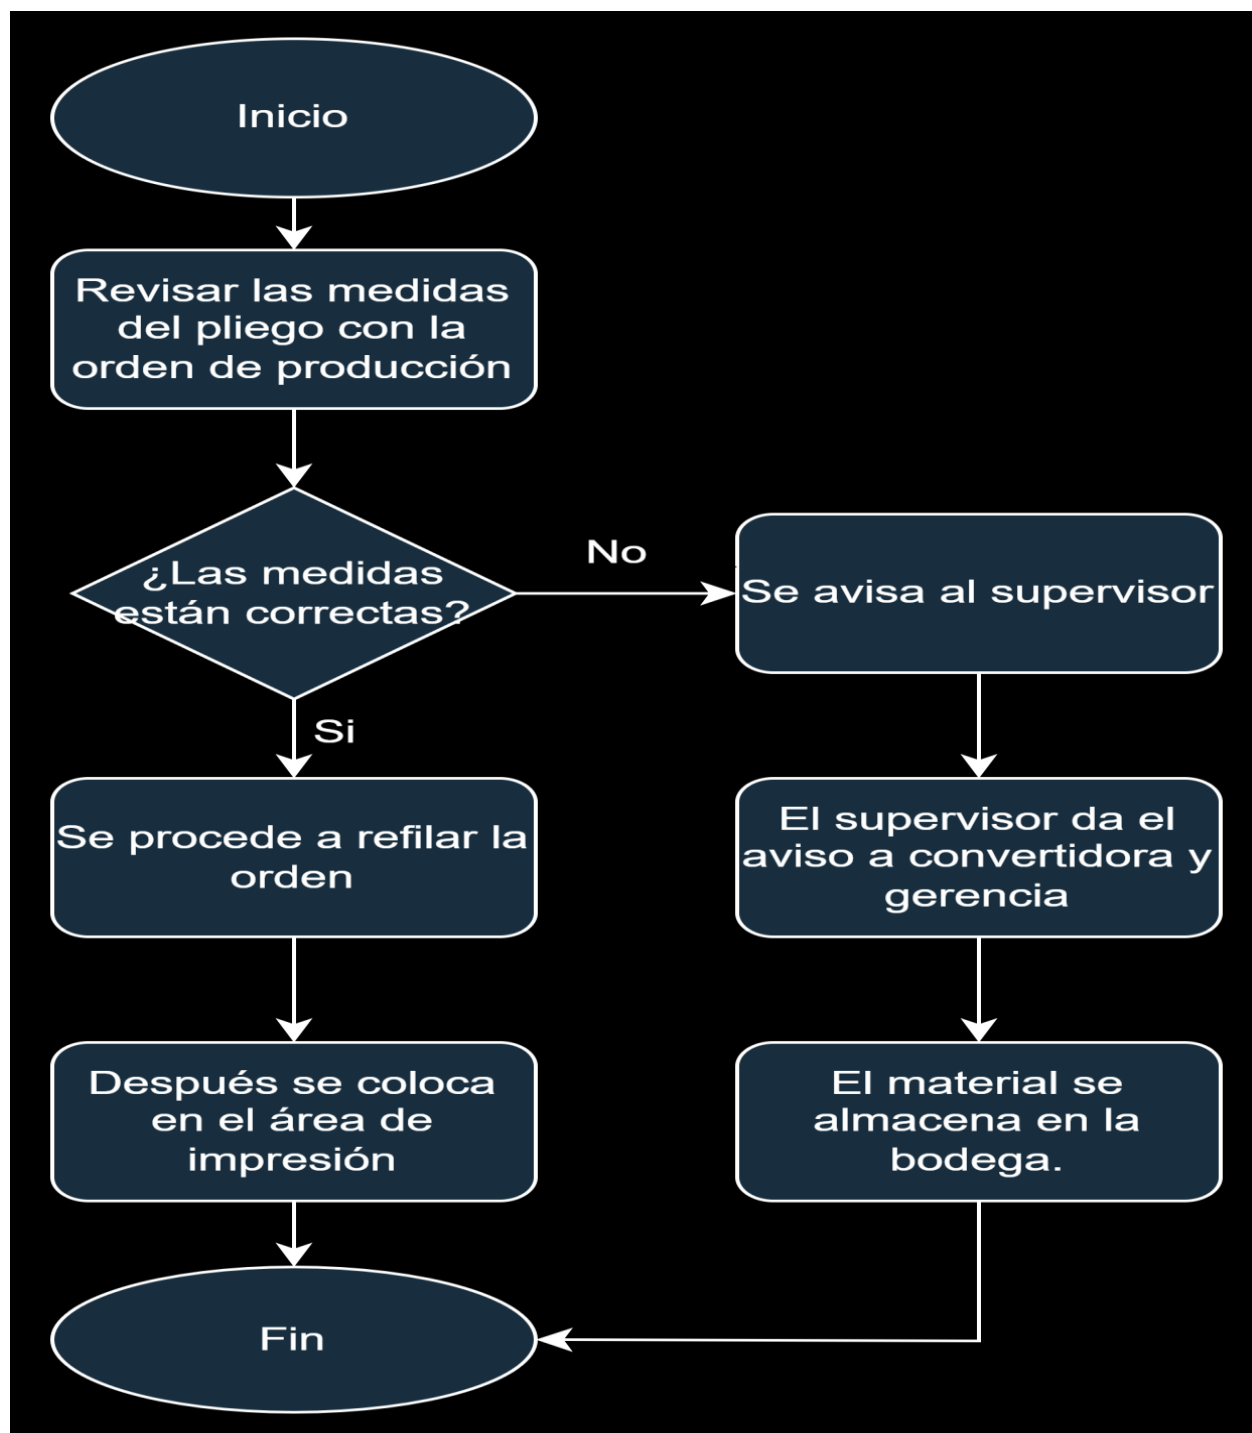 Inicio
Revisar las medidas
del pliego con la
orden de producción
¿Las medidas
están correctas?
No
Se avisa al supervisor
Si
Se procede a refilar la
orden
El supervisor da el
aviso a convertidora y
gerencia
Después se coloca
en el área de
impresión
El material se
almacena en la
bodega.
Fin